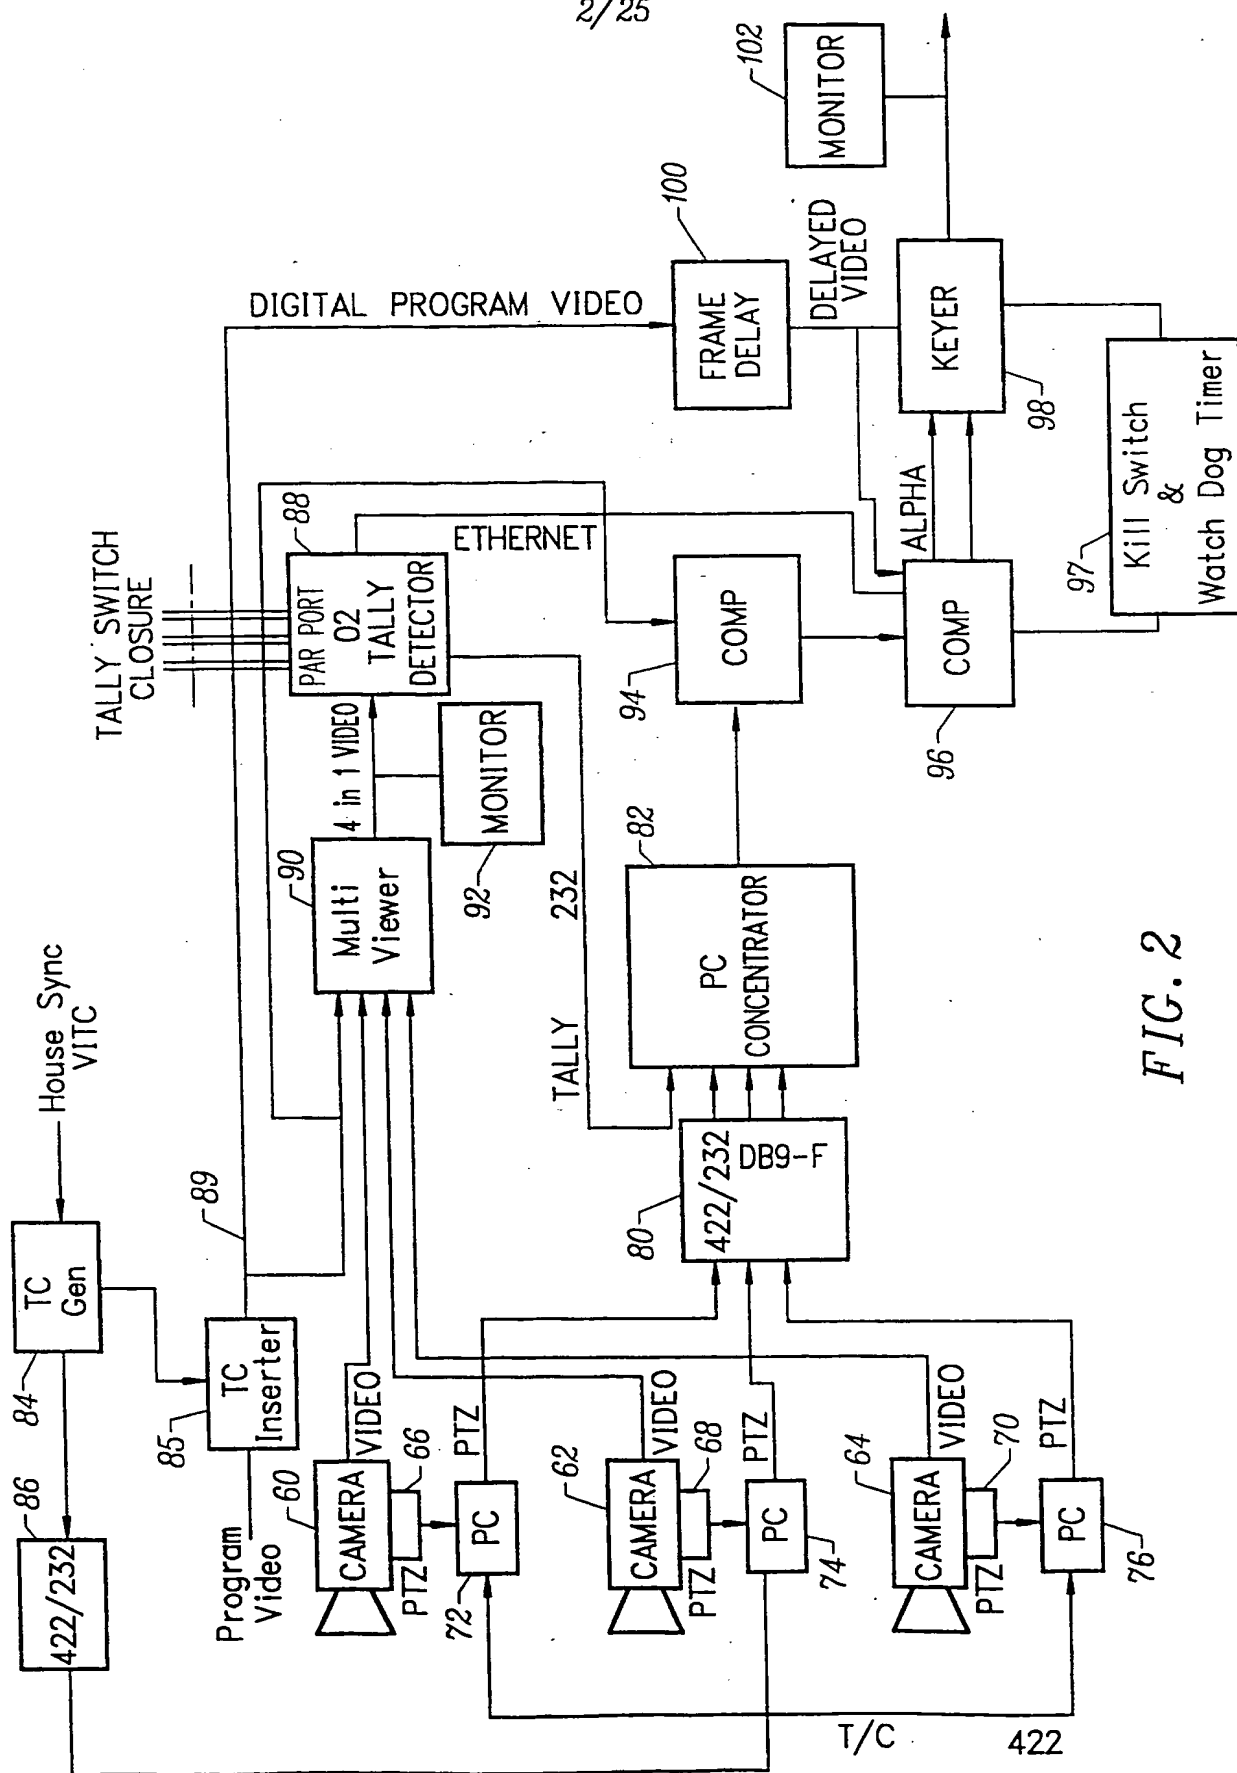 2/25
TALLY SWITCH
CLOSURE
DIGITAL PROGRAM VIDEO
100
FRAME
DELAY
DELAYED
VIDEO
102
MONITOR
KEYER
98
ALPHA
97
Kill Switch
&
Watch Dog Timer
88
PAR PORT
O2
TALLY
DETECTOR
ETHERNET
94
COMP
96
COMP
4 in 1 VIDEO
90
Multi
Viewer
92
MONITOR
TALLY 232
82
PC
CONCENTRATOR
House Sync
VITC
89
84
TC
Gen
85
TC
Inserter
86
422/232
Program
Video
80
422/232
DB9-F
60
CAMERA
VIDEO
66
PTZ
72
PC
PTZ
62
CAMERA
VIDEO
68
PTZ
74
PC
PTZ
64
CAMERA
VIDEO
70
PTZ
76
PC
PTZ
T/C 422
FIG. 2